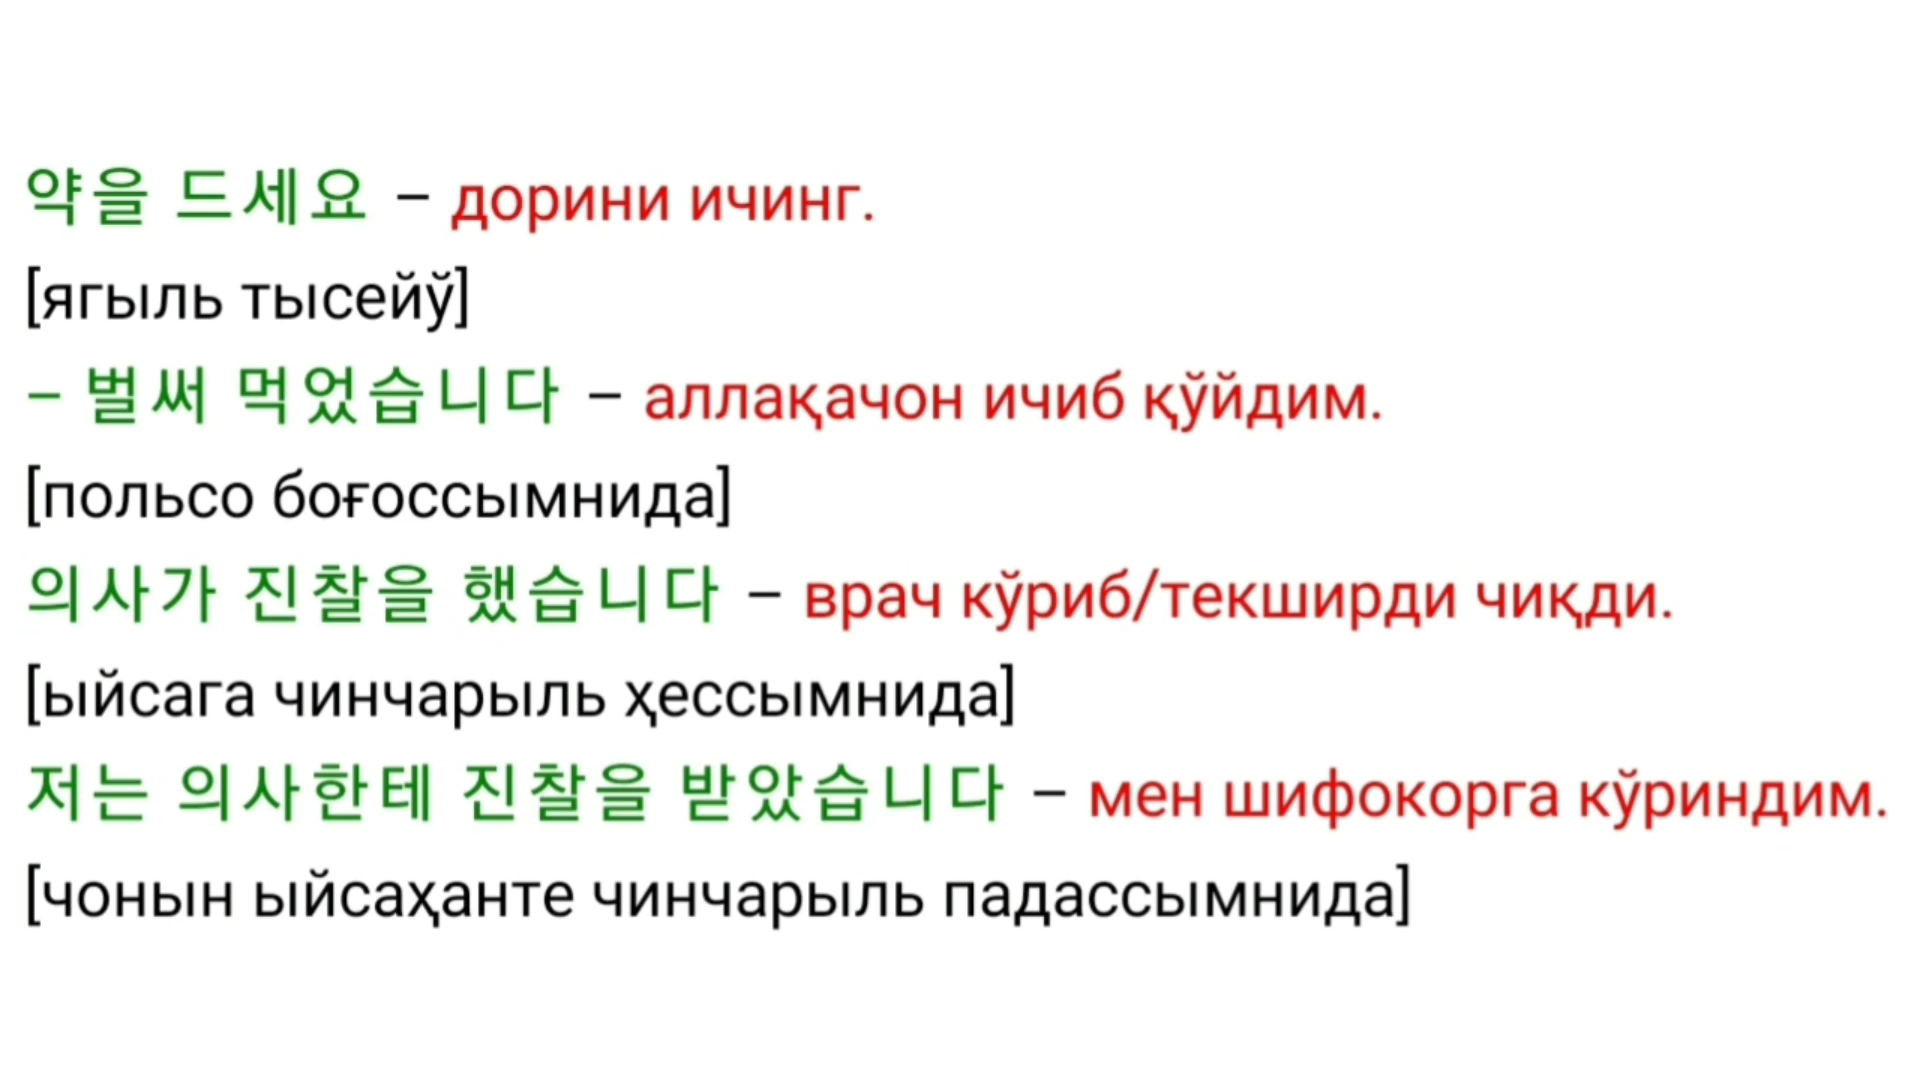 약을 드세요 – дорини ичинг.
[ягыль тысейў]
– 벌써 먹었습니다 – аллақачон ичиб қўйдим.
[польсо боғоссымнида]
의사가 진찰을 했습니다 – врач кўриб/текширди чиқди.
[ыйсага чинчарыль ҳессымнида]
저는 의사한테 진찰을 받았습니다 – мен шифокорга кўриндим.
[чонын ыйсаҳанте чинчарыль падассымнида]